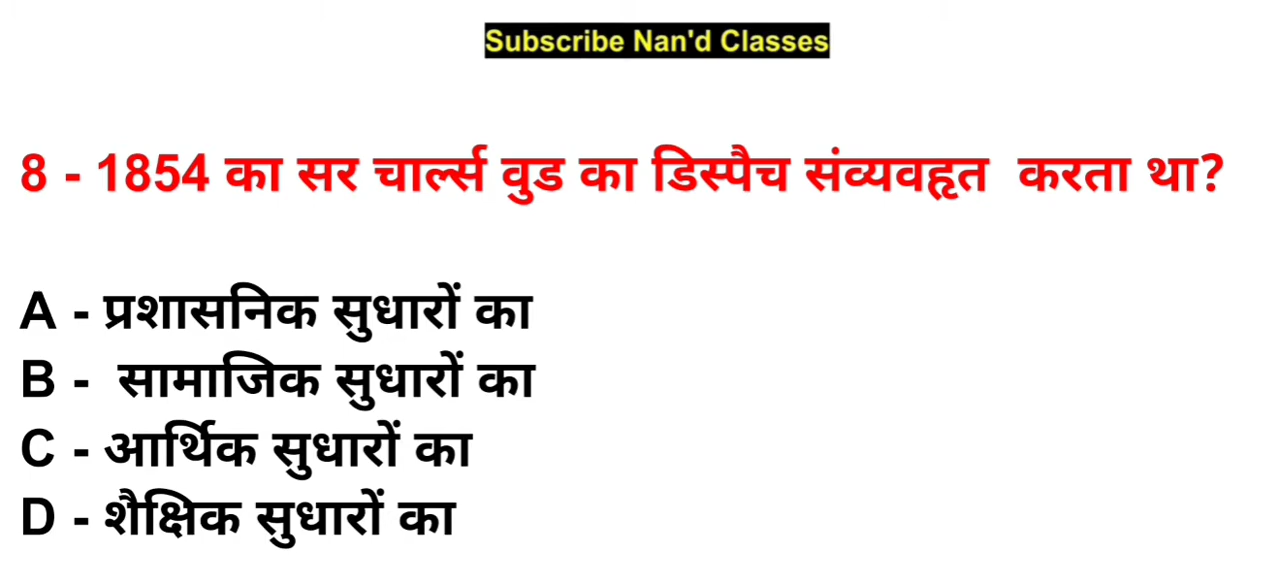 Subscribe Nan'd Classes
8 - 1854 का सर चार्ल्स वुड का डिस्पैच संव्यवहृत करता था?
A - प्रशासनिक सुधारों का
B - सामाजिक सुधारों का
C - आर्थिक सुधारों का
D - शैक्षिक सुधारों का